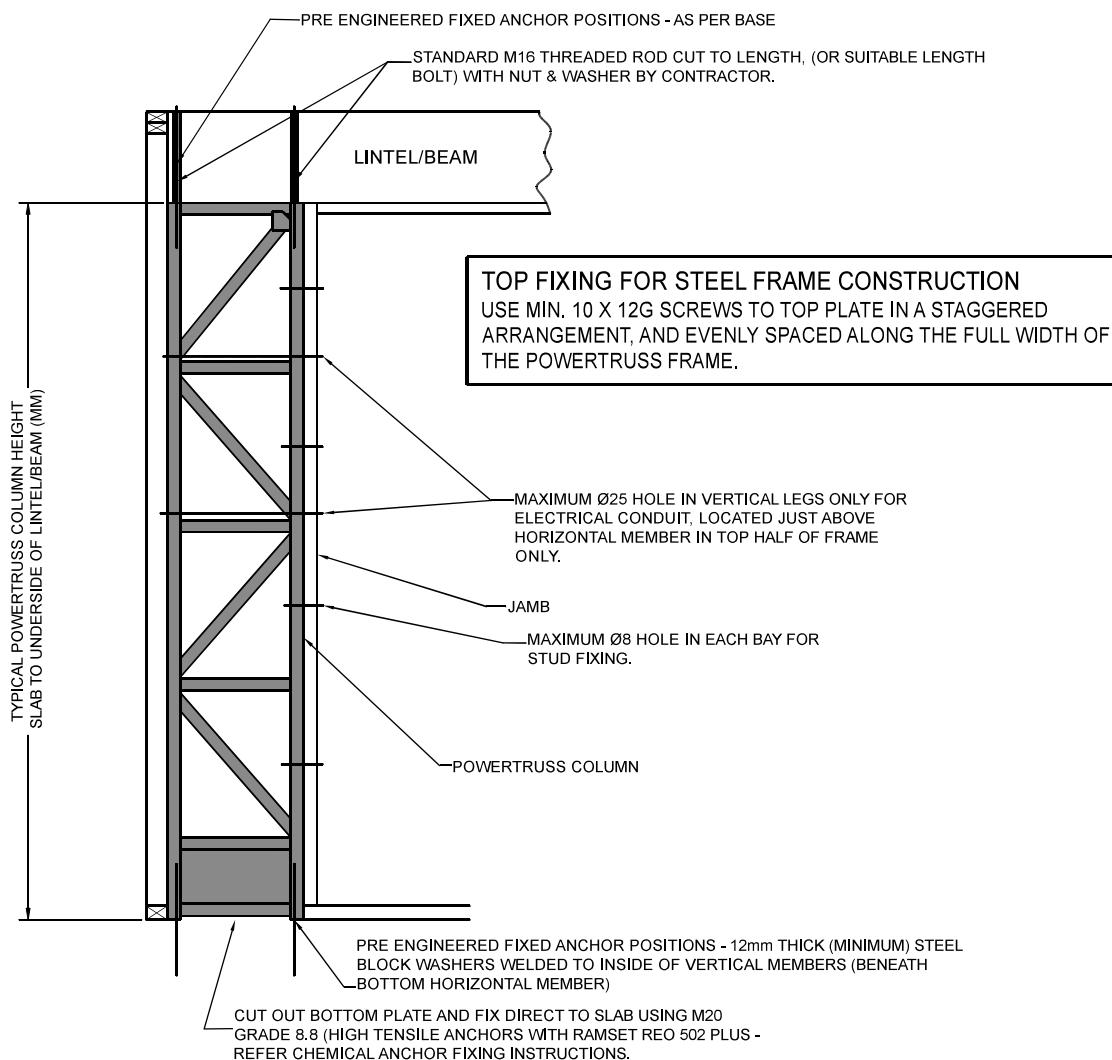 PRE ENGINEERED FIXED ANCHOR POSITIONS - AS PER BASE
STANDARD M16 THREADED ROD CUT TO LENGTH, (OR SUITABLE LENGTH
BOLT) WITH NUT & WASHER BY CONTRACTOR.
LINTEL/BEAM
TOP FIXING FOR STEEL FRAME CONSTRUCTION
USE MIN. 10 X 12G SCREWS TO TOP PLATE IN A STAGGERED
ARRANGEMENT, AND EVENLY SPACED ALONG THE FULL WIDTH OF
THE POWERTRUSS FRAME.
TYPICAL POWERTRUSS COLUMN HEIGHT
SLAB TO UNDERSIDE OF LINTEL/BEAM (MM)
MAXIMUM Ø25 HOLE IN VERTICAL LEGS ONLY FOR
ELECTRICAL CONDUIT, LOCATED JUST ABOVE
HORIZONTAL MEMBER IN TOP HALF OF FRAME
ONLY.
JAMB
MAXIMUM Ø8 HOLE IN EACH BAY FOR
STUD FIXING.
POWERTRUSS COLUMN
PRE ENGINEERED FIXED ANCHOR POSITIONS - 12mm THICK (MINIMUM) STEEL
BLOCK WASHERS WELDED TO INSIDE OF VERTICAL MEMBERS (BENEATH
BOTTOM HORIZONTAL MEMBER)
CUT OUT BOTTOM PLATE AND FIX DIRECT TO SLAB USING M20
GRADE 8.8 (HIGH TENSILE ANCHORS WITH RAMSET REO 502 PLUS -
REFER CHEMICAL ANCHOR FIXING INSTRUCTIONS.